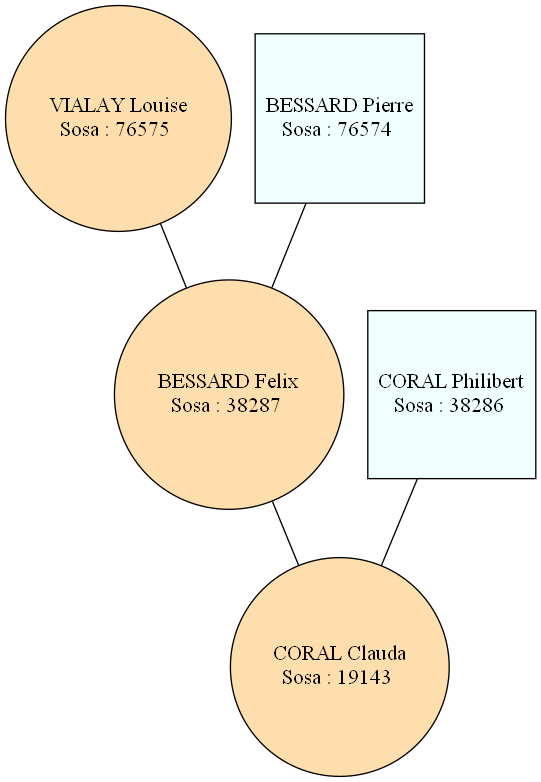 VIALAY Louise
Sosa : 76575
BESSARD Pierre
Sosa : 76574
BESSARD Felix
Sosa : 38287
CORAL Philibert
Sosa : 38286
CORAL Clauda
Sosa : 19143